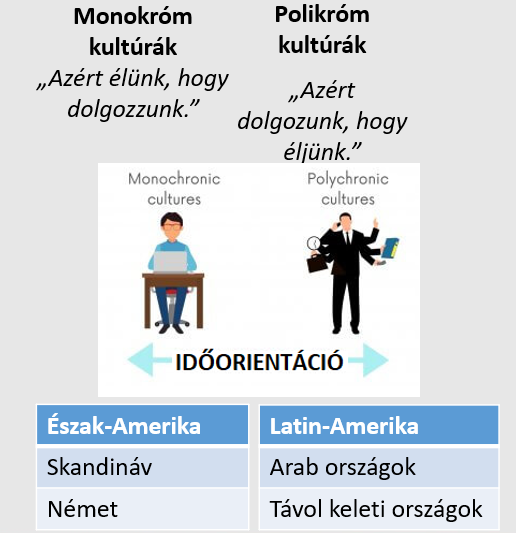 Monokróm
kultúrák
„Azért élünk, hogy
dolgozzunk.”
Polikróm
kultúrák
„Azért
dolgozunk, hogy
éljünk.”
Monochronic
cultures
Polychronic
cultures
IDŐORIENTÁCIÓ
Észak-Amerika
Latin-Amerika
Skandináv
Arab országok
Német
Távol keleti országok